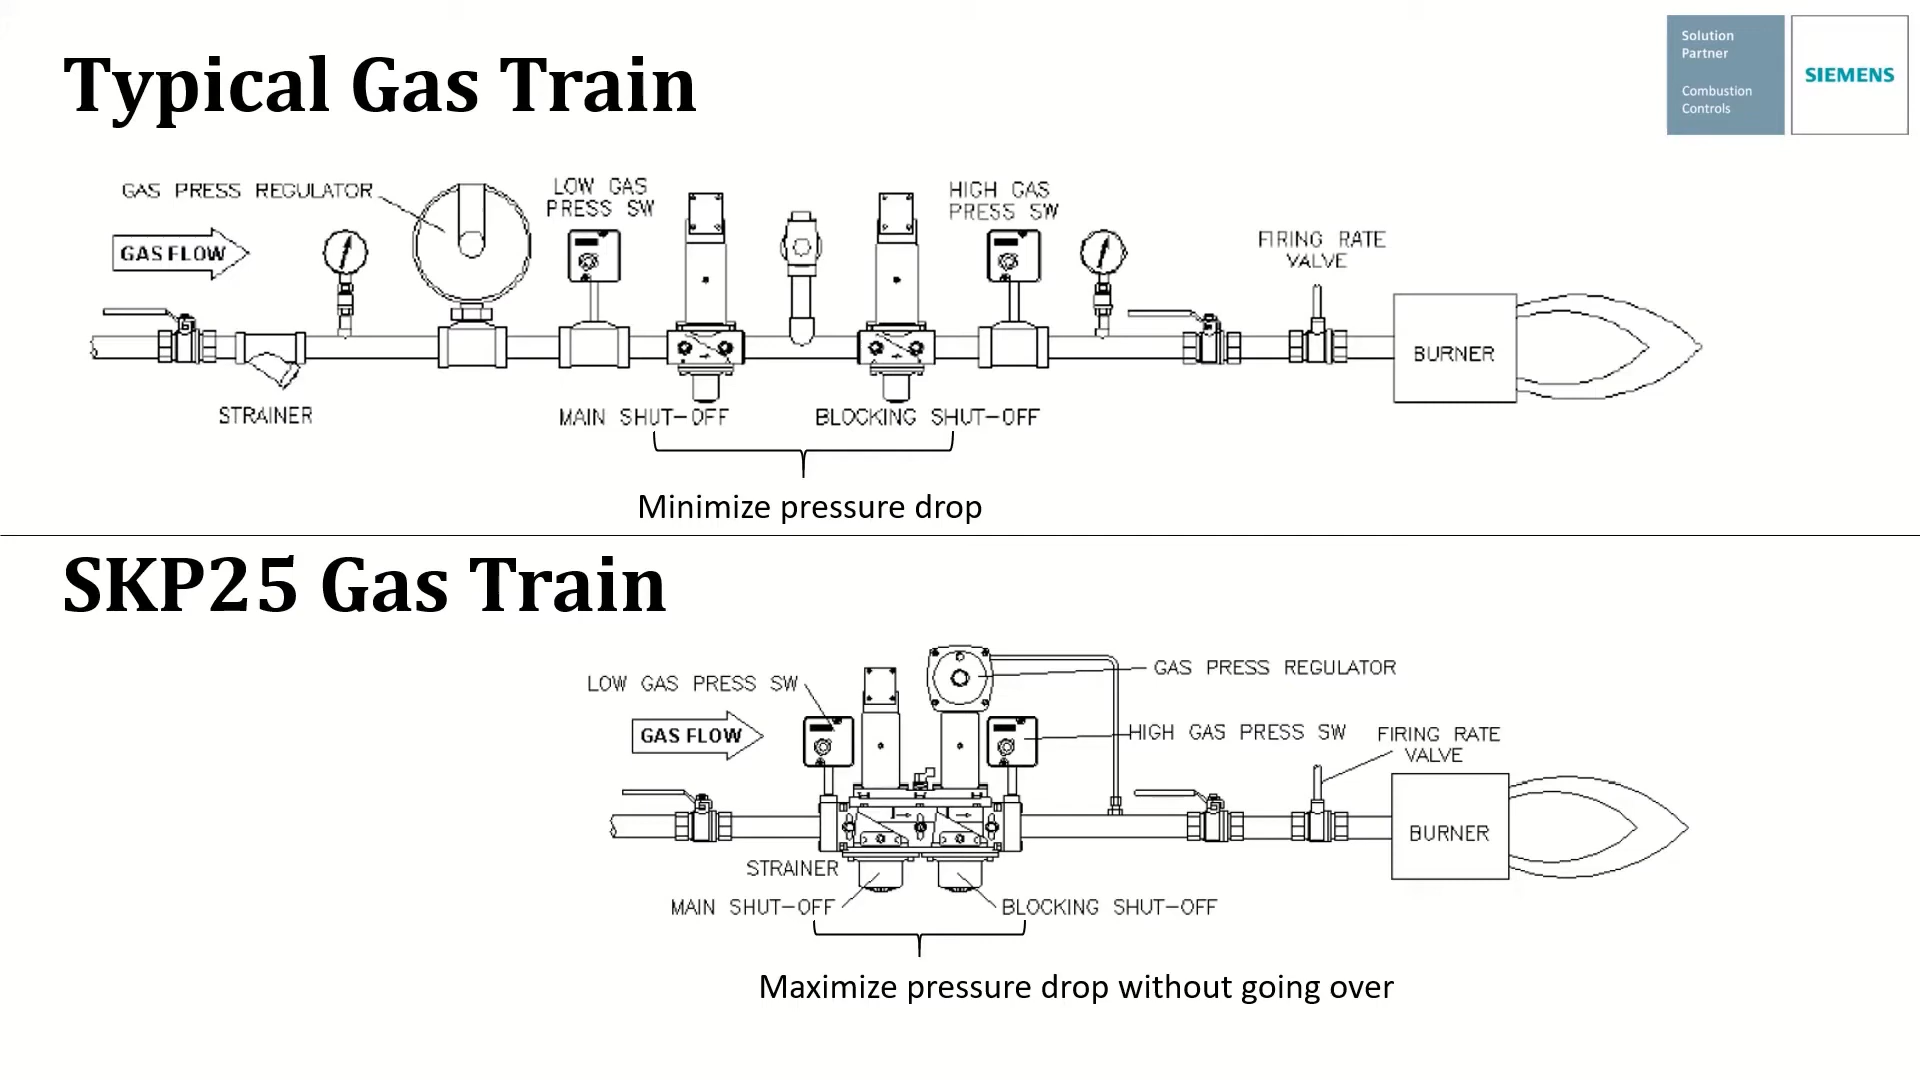 Typical Gas Train
Solution
Partner
Combustion
Controls
SIEMENS
GAS PRESS REGULATOR
LOW GAS
PRESS SW
HIGH GAS
PRESS SW
FIRING RATE
VALVE
GAS FLOW
BURNER
STRAINER
MAIN SHUT-OFF
BLOCKING SHUT-OFF
Minimize pressure drop
SKP25 Gas Train
GAS PRESS REGULATOR
LOW GAS PRESS SW
GAS FLOW
HIGH GAS PRESS SW
FIRING RATE
VALVE
BURNER
STRAINER
MAIN SHUT-OFF
BLOCKING SHUT-OFF
Maximize pressure drop without going over